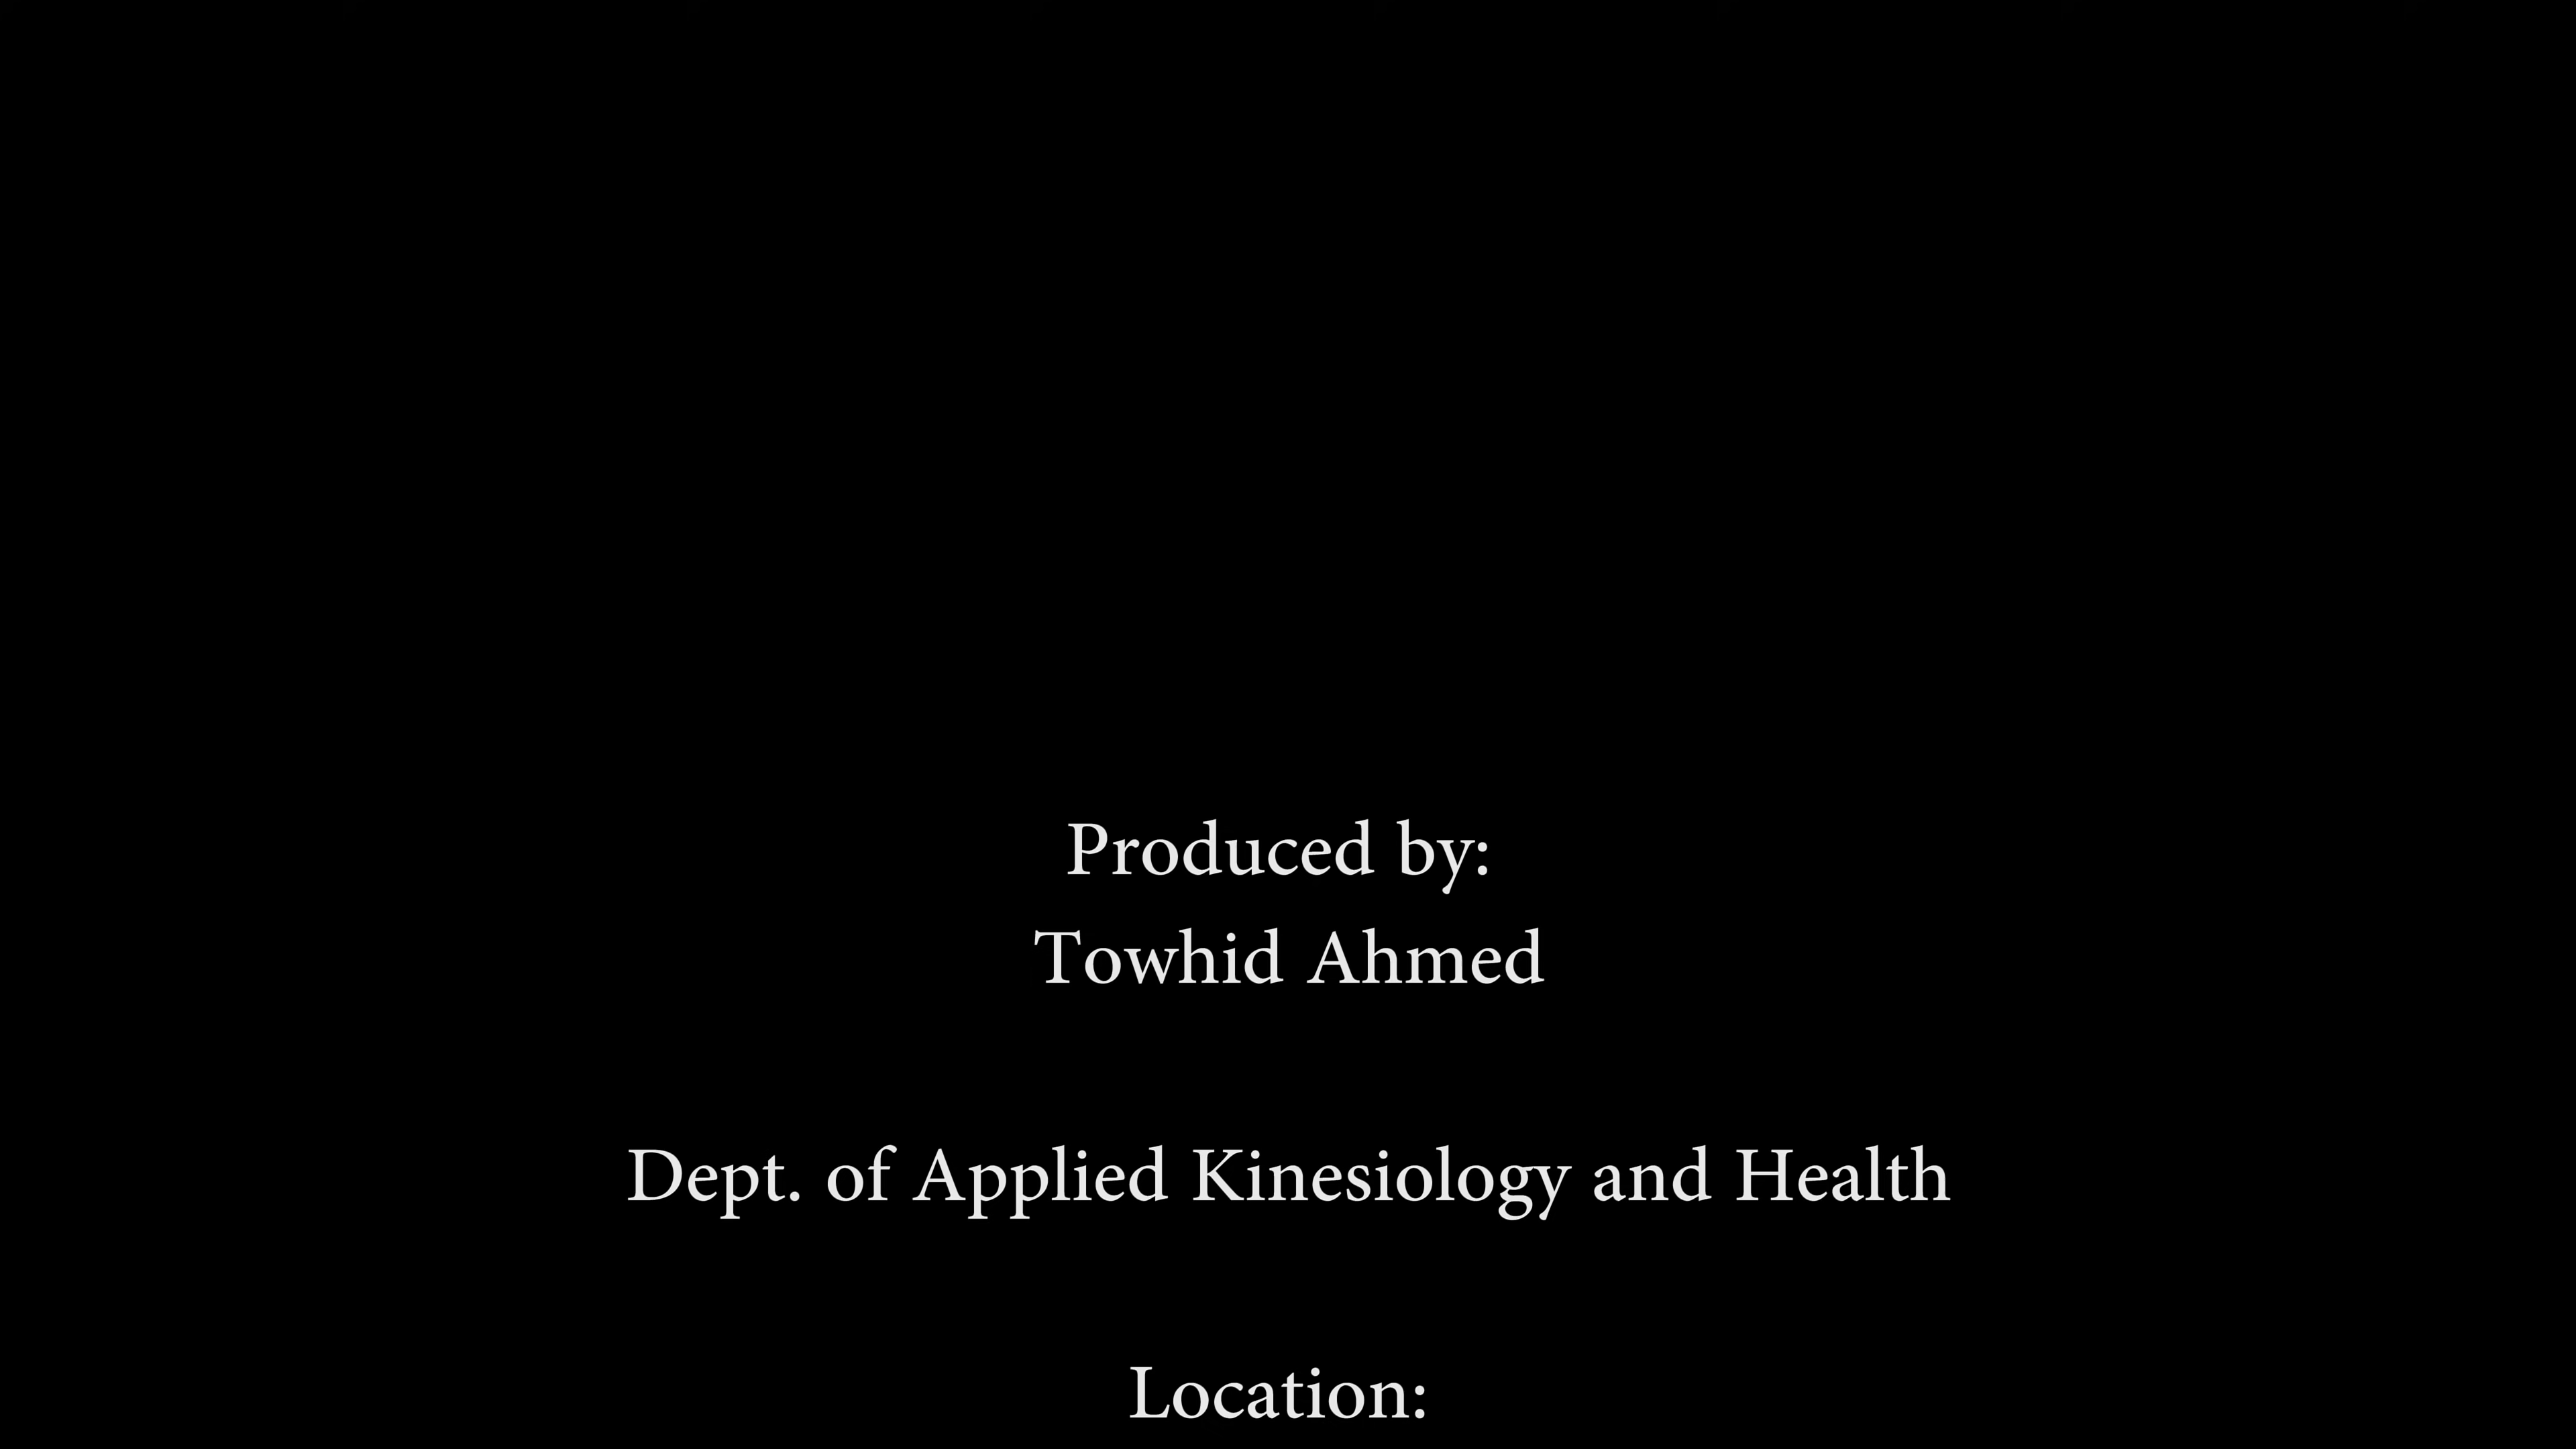 Produced by:
Towhid Ahmed
Dept. of Applied Kinesiology and Health
Location: